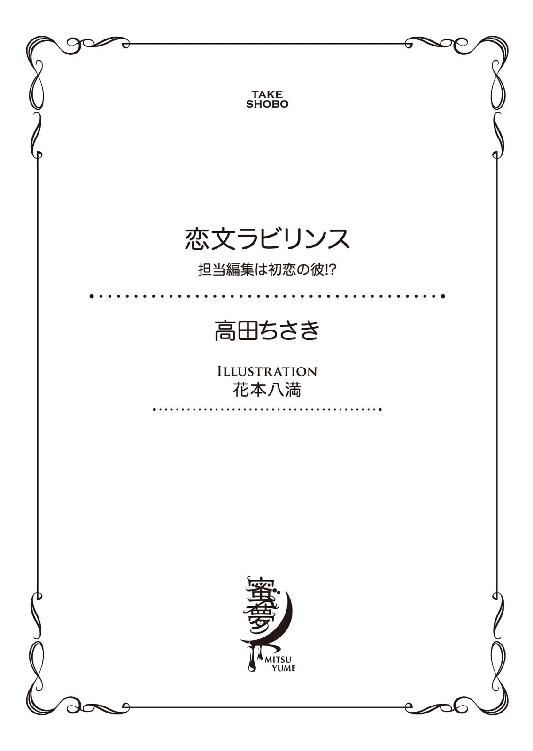 TAKE
SHOBO
恋文ラビリンス
担当編集は初恋の彼!?
高田ちさき
ILLUSTRATION
花本八満
蜜夢
MITSU
YUME